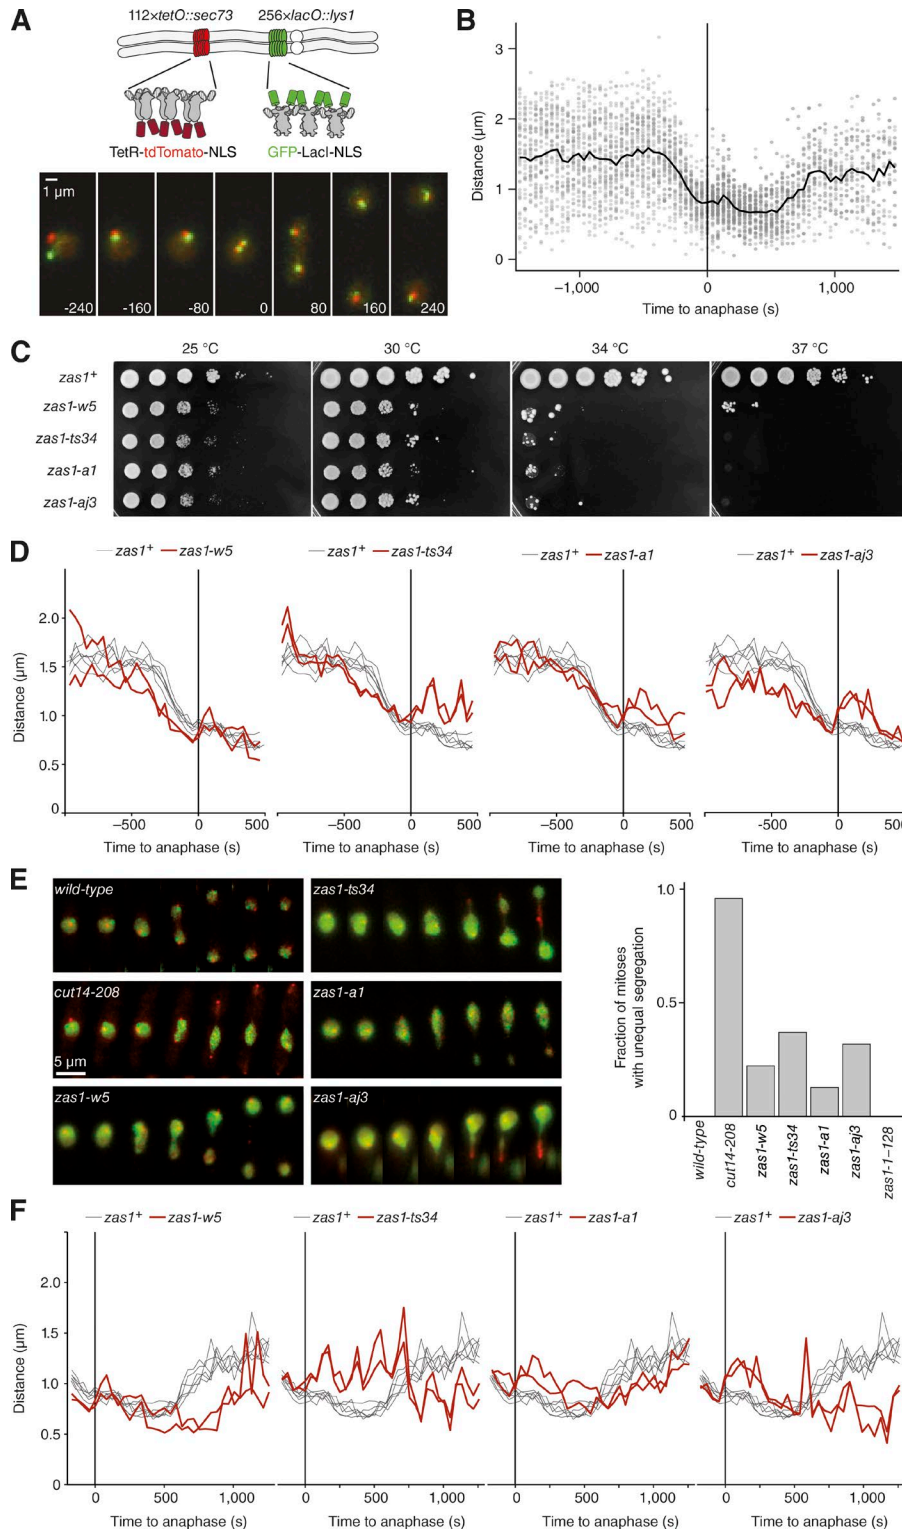 A
112×tetO::sec73 256×lacO::lys1
TetR-tdTomato-NLS GFP-LacI-NLS
1 µm
-240 -160 -80 0 80 160 240
B
Distance (µm)
3
2
1
0
−1,000 0 1,000
Time to anaphase (s)
C
25 °C 30 °C 34 °C 37 °C
zas1+
zas1-w5
zas1-ts34
zas1-a1
zas1-aj3
D
zas1+ zas1-w5 zas1+ zas1-ts34 zas1+ zas1-a1 zas1+ zas1-aj3
Distance (µm)
2.0
1.5
1.0
0.5
0
−500 0 500 −500 0 500 −500 0 500 -500 0 500
Time to anaphase (s) Time to anaphase (s) Time to anaphase (s) Time to anaphase (s)
E
wild-type zas1-ts34
cut14-208 zas1-a1
5 µm
zas1-w5 zas1-aj3
Fraction of mitoses
with unequal segregation
1.0
0.5
0
wild-type
cut14-208
zas1-w5
zas1-ts34
zas1-a1
zas1-aj3
zas1-1–128
F
zas1+ zas1-w5 zas1+ zas1-ts34 zas1+ zas1-a1 zas1+ zas1-aj3
Distance (µm)
2.0
1.5
1.0
0.5
0
0 500 1,000 0 500 1,000 0 500 1,000 0 500 1,000
Time to anaphase (s) Time to anaphase (s) Time to anaphase (s) Time to anaphase (s)